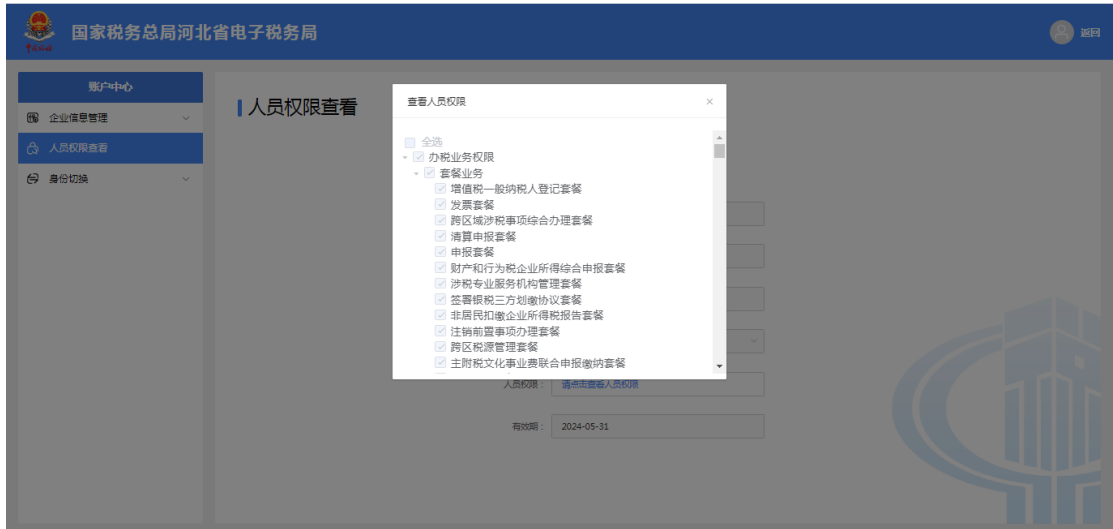 国家税务总局河北省电子税务局
返回
账户中心
企业信息管理
人员权限查看
身份切换
人员权限查看
查看人员权限
×
全选
办税业务权限
套餐业务
增值税一般纳税人登记套餐
发票套餐
跨区域涉税事项综合办理套餐
清算申报套餐
申报套餐
财产和行为税企业所得综合申报套餐
涉税专业服务机构管理套餐
签署银税三方划缴协议套餐
非居民扣缴企业所得税报告套餐
注销前置事项办理套餐
跨区税源管理套餐
主附税文化事业费联合申报缴纳套餐
人员权限： 请点击查看人员权限
有效期： 2024-05-31